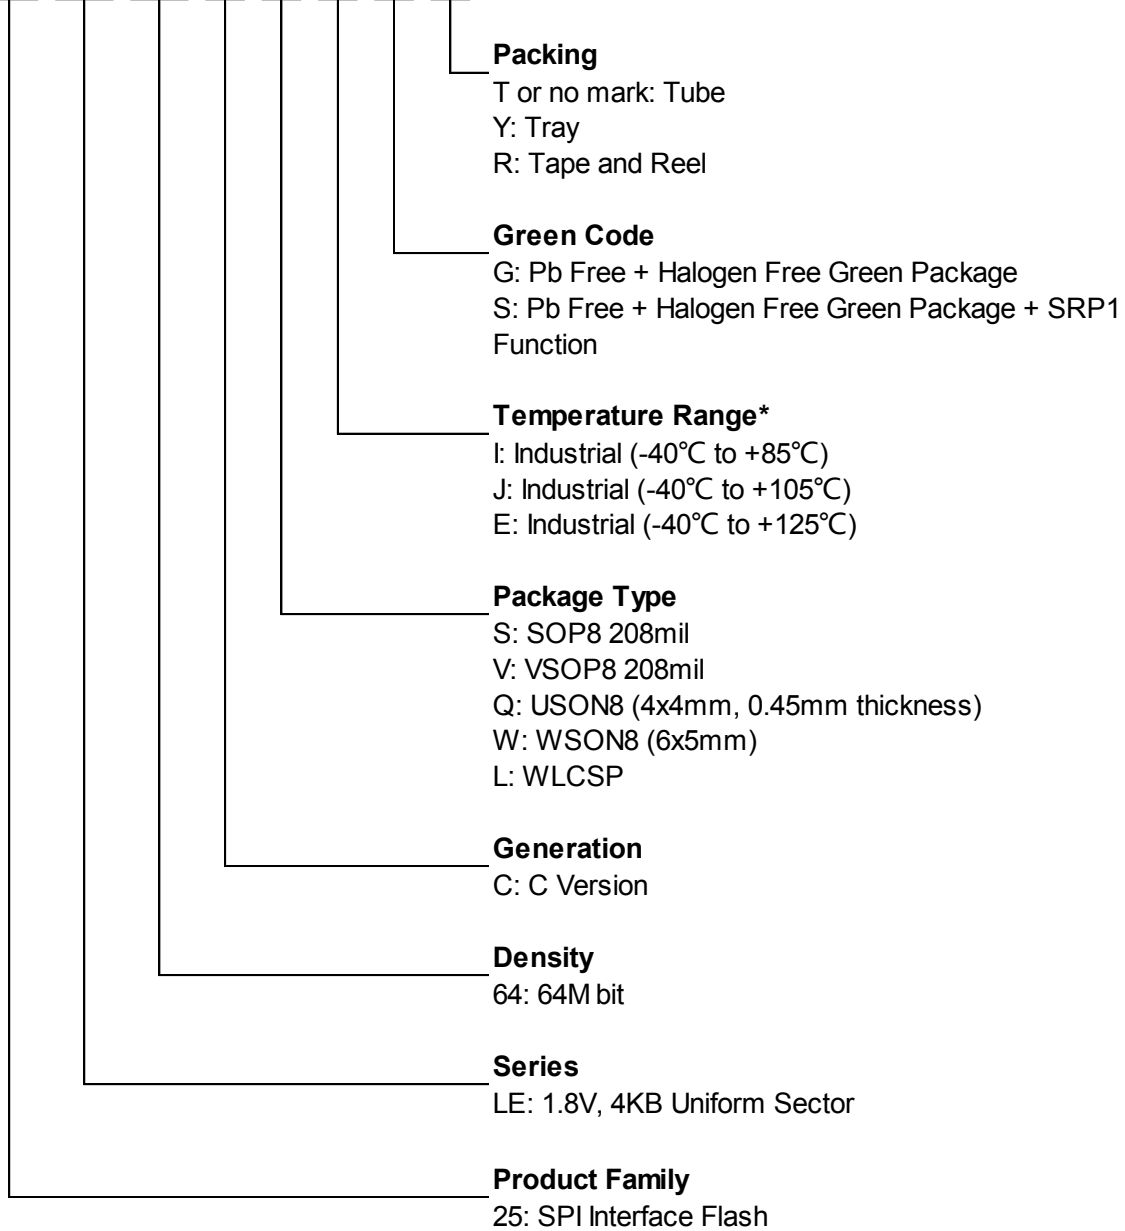 Packing
T or no mark: Tube
Y: Tray
R: Tape and Reel
Green Code
G: Pb Free + Halogen Free Green Package
S: Pb Free + Halogen Free Green Package + SRP1
Function
Temperature Range*
I: Industrial (-40℃ to +85℃)
J: Industrial (-40℃ to +105℃)
E: Industrial (-40℃ to +125℃)
Package Type
S: SOP8 208mil
V: VSOP8 208mil
Q: USON8 (4x4mm, 0.45mm thickness)
W: WSON8 (6x5mm)
L: WLCSP
Generation
C: C Version
Density
64: 64M bit
Series
LE: 1.8V, 4KB Uniform Sector
Product Family
25: SPI Interface Flash